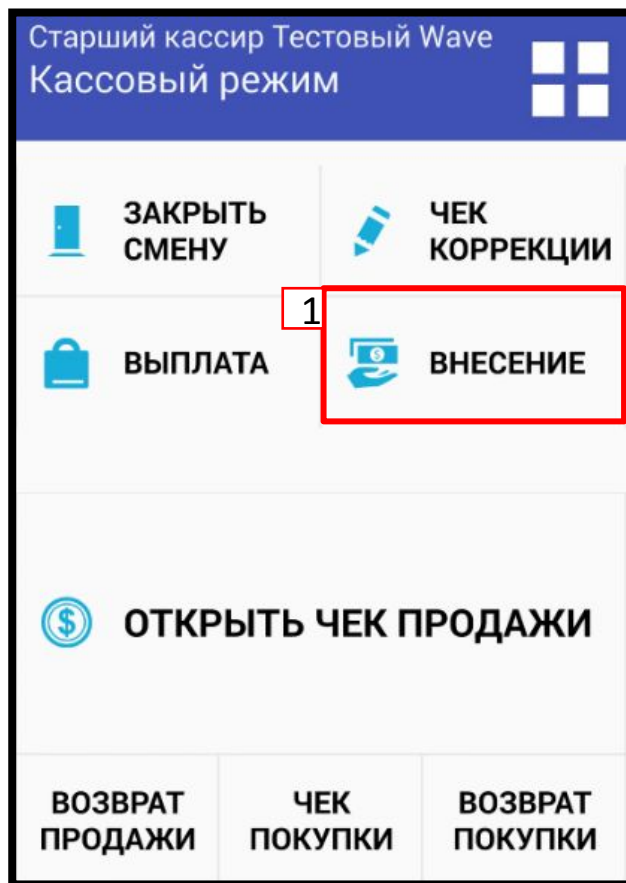 Старший кассир Тестовый Wave
Кассовый режим
ЗАКРЫТЬ
СМЕНУ
ЧЕК
КОРРЕКЦИИ
ВЫПЛАТА
1
ВНЕСЕНИЕ
ОТКРЫТЬ ЧЕК ПРОДАЖИ
ВОЗВРАТ
ПРОДАЖИ
ЧЕК
ПОКУПКИ
ВОЗВРАТ
ПОКУПКИ